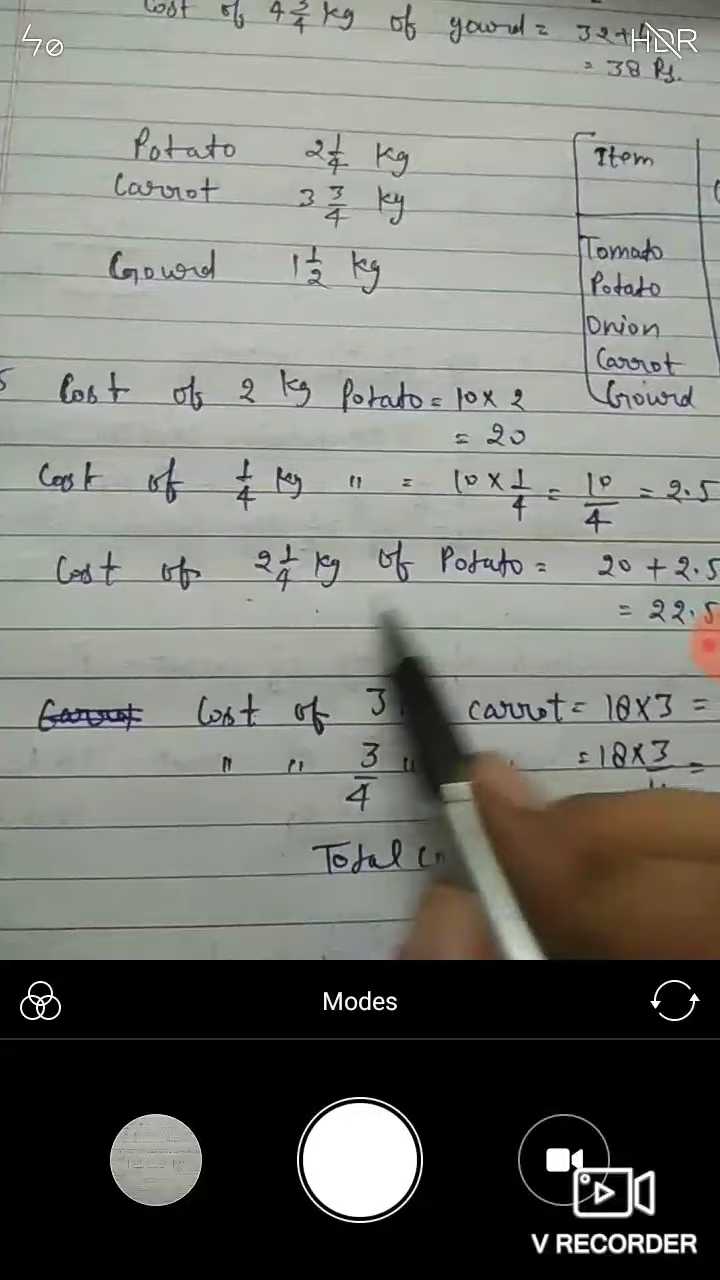 Cost of 4 3/4 kg of gourd = 32+
HDR
= 38 Rs.
Potato 2 1/4 kg
Carrot 3 3/4 kg
Gourd 1 1/2 kg
Item
Tomato
Potato
Onion
Carrot
Gourd
Cost of 2 kg Potato = 10 × 2
= 20
Cost of 1/4 kg " = 10 × 1/4 = 10/4 = 2.5
Cost of 2 1/4 kg of Potato = 20 + 2.5
= 22.5
Carrot Cost of 3 carrot = 18×3 =
" " 3/4 " = 18×3/4 =
Total
Modes
V RECORDER